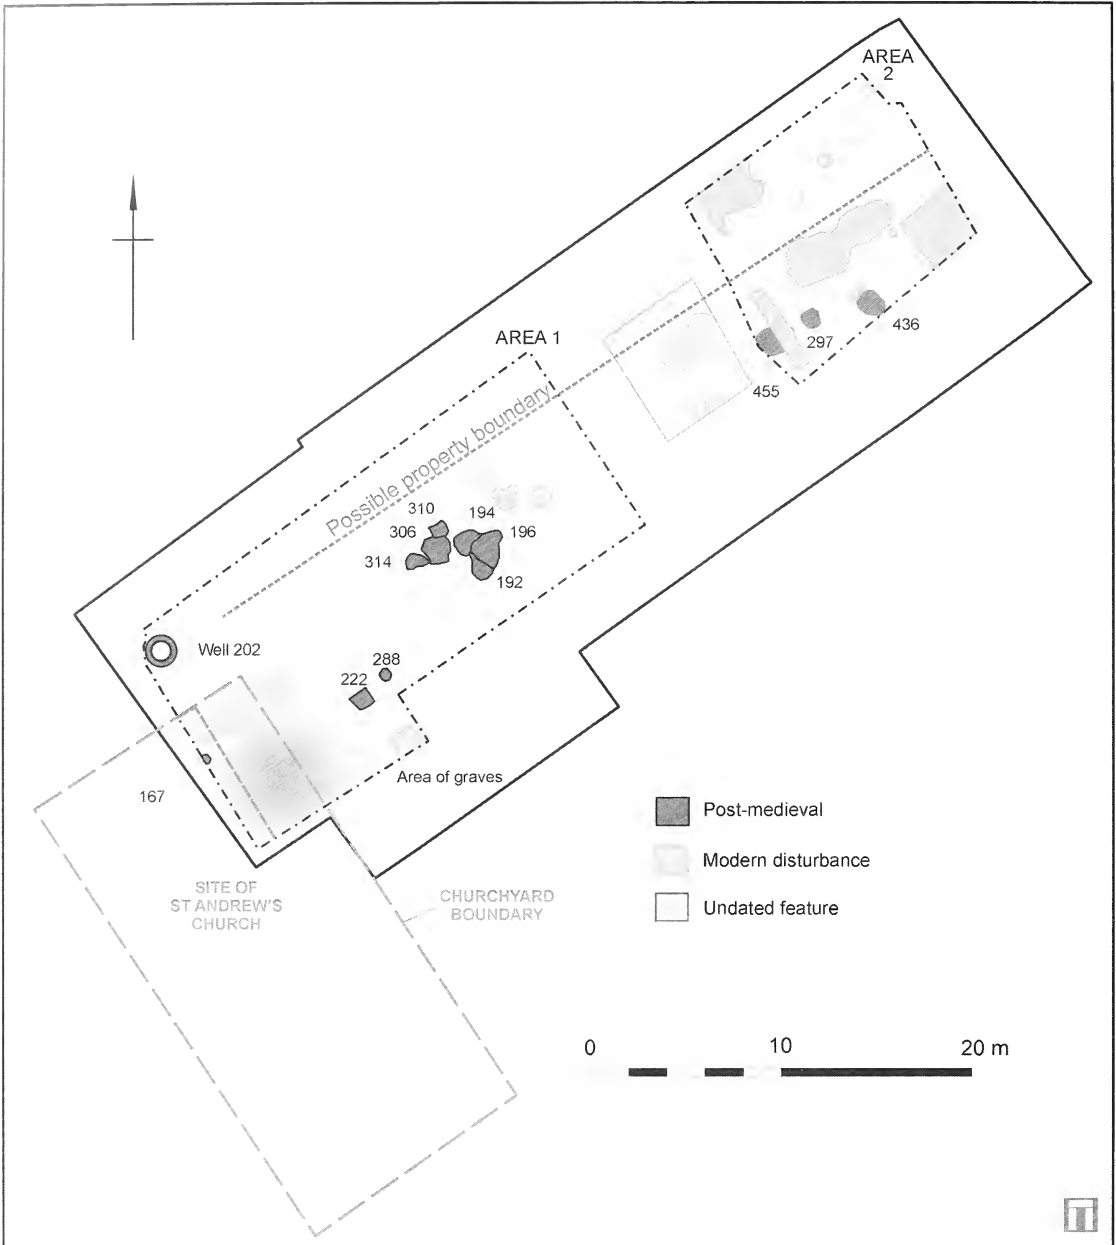 AREA
2
AREA 1
436
297
455
Possible property boundary
310
194
306
196
314
192
Well 202
288
222
Area of graves
167
Post-medieval
Modern disturbance
Undated feature
SITE OF
ST ANDREW'S
CHURCH
CHURCHYARD
BOUNDARY
0
10
20 m